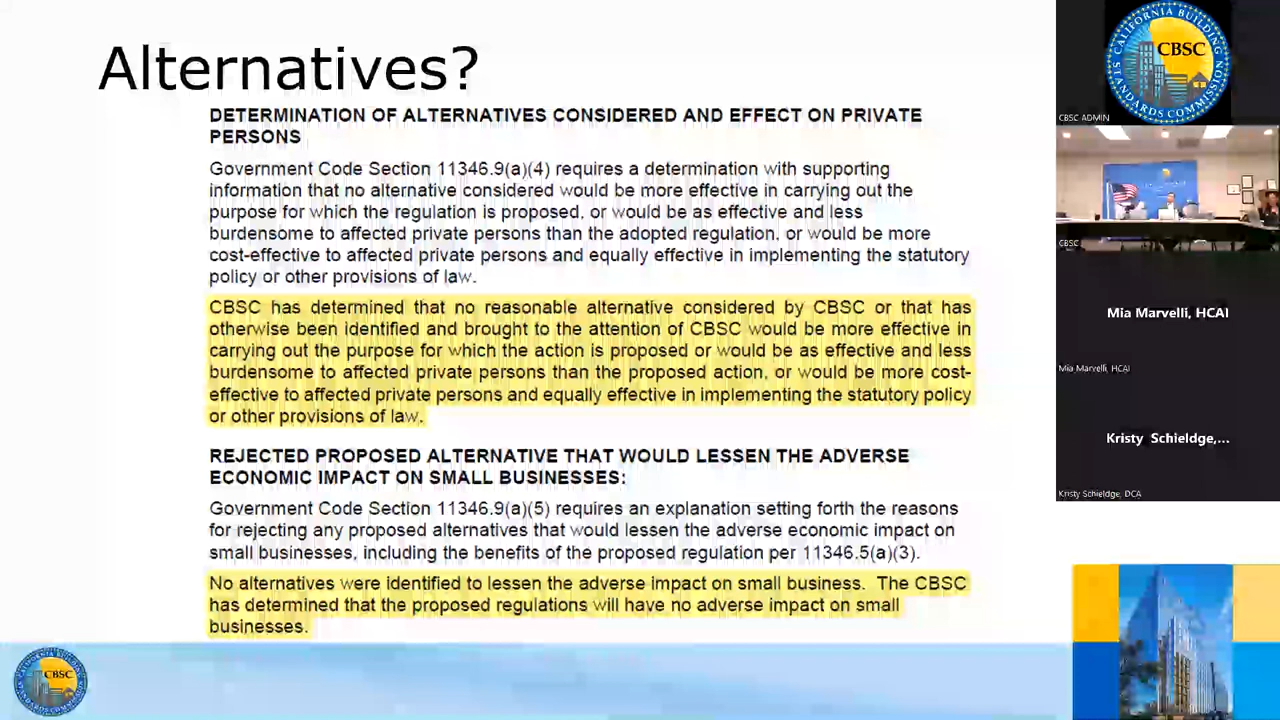 Alternatives?
DETERMINATION OF ALTERNATIVES CONSIDERED AND EFFECT ON PRIVATE
PERSONS
Government Code Section 11346.9(a)(4) requires a determination with supporting
information that no alternative considered would be more effective in carrying out the
purpose for which the regulation is proposed, or would be as effective and less
burdensome to affected private persons than the adopted regulation, or would be more
cost-effective to affected private persons and equally effective in implementing the statutory
policy or other provisions of law.
CBSC has determined that no reasonable alternative considered by CBSC or that has
otherwise been identified and brought to the attention of CBSC would be more effective in
carrying out the purpose for which the action is proposed or would be as effective and less
burdensome to affected private persons than the proposed action, or would be more cost-
effective to affected private persons and equally effective in implementing the statutory policy
or other provisions of law.
REJECTED PROPOSED ALTERNATIVE THAT WOULD LESSEN THE ADVERSE
ECONOMIC IMPACT ON SMALL BUSINESSES:
Government Code Section 11346.9(a)(5) requires an explanation setting forth the reasons
for rejecting any proposed alternatives that would lessen the adverse economic impact on
small businesses, including the benefits of the proposed regulation per 11346.5(a)(3).
No alternatives were identified to lessen the adverse impact on small business. The CBSC
has determined that the proposed regulations will have no adverse impact on small
businesses.
CALIFORNIA BUILDING STANDARDS COMMISSION
CBSC
CBSC ADMIN
CBSC
Mia Marvelli, HCAI
Mia Marvelli, HCAI
Kristy Schieldge,...
Kristy Schieldge, DCA
CALIFORNIA BUILDING STANDARDS COMMISSION
CBSC